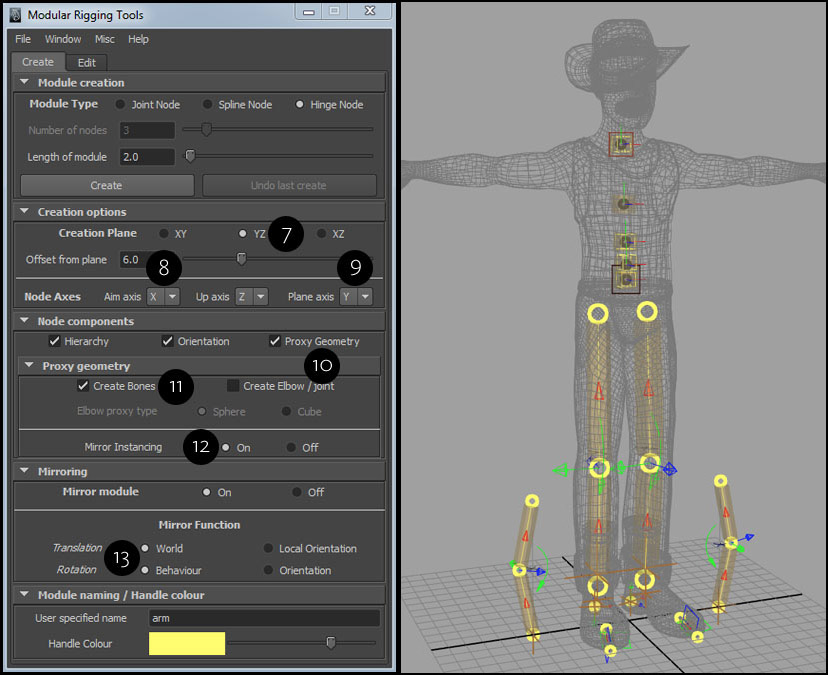 Modular Rigging Tools
File Window Misc Help
Create Edit
Module creation
Module Type Joint Node Spline Node Hinge Node
Number of nodes 3
Length of module 2.0
Create Undo last create
Creation options
Creation Plane XY YZ 7 XZ
Offset from plane 6.0
8 9
Node Axes Aim axis X Up axis Z Plane axis Y
Node components
Hierarchy Orientation Proxy Geometry
Proxy geometry 10
Create Bones 11 Create Elbow / joint
Elbow proxy type Sphere Cube
Mirror Instancing 12 On Off
Mirroring
Mirror module On Off
Mirror Function
Translation World Local Orientation
13
Rotation Behaviour Orientation
Module naming / Handle colour
User specified name arm
Handle Colour